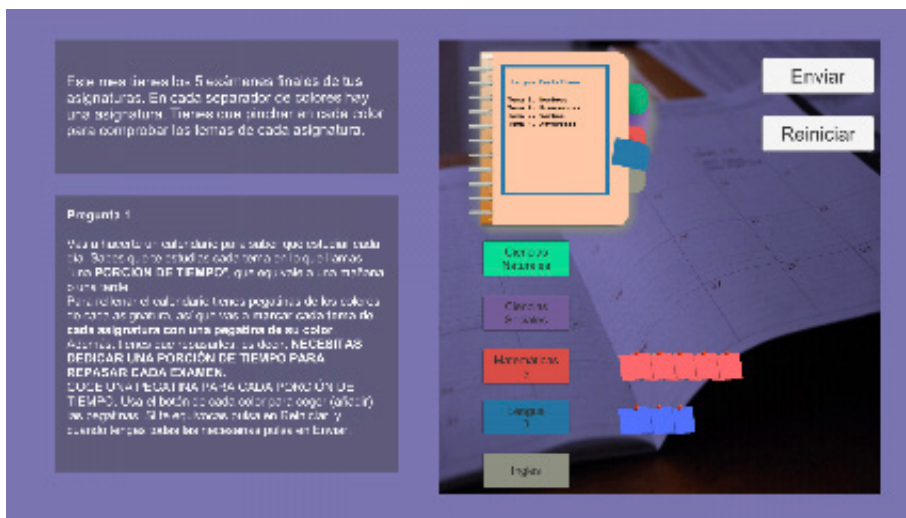 Este mes tienes los 5 exámenes finales de tus
asignaturas. En cada separador de colores hay
una asignatura. Tienes que pinchar en cada color
para comprobar los temas de cada asignatura.
Pregunta 1
Vas a hacerte un calendario para saber que estudiar cada
día. Sabes que te estudias cada tema en lo que llamas
"una PORCIÓN DE TIEMPO", que equivale a una mañana
o una tarde
Para rellenar el calendario tienes pegatinas de los colores
de cada asignatura, así que vas a marcar cada tema de
cada asignatura con una pegatina de su color
Además, tienes que repasarlos, es decir, NECESITAS
DEDICAR UNA PORCIÓN DE TIEMPO PARA
REPASAR CADA EXAMEN.
COGE UNA PEGATINA PARA CADA PORCIÓN DE
TIEMPO. Usa el botón de cada color para coger (añadir)
las pegatinas. Si te equivocas pulsa en Reiniciar y
cuando tengas todas las necesarias pulsa en Enviar.
Enviar
Reiniciar
Ciencias
Naturales
Ciencias
Sociales
Matemáticas
Lengua
3
Inglés